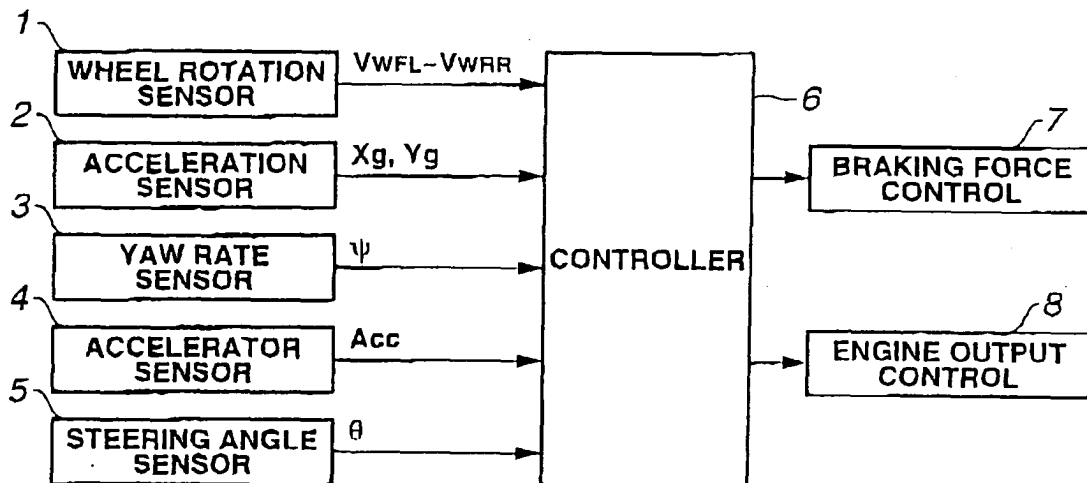 1
WHEEL ROTATION
SENSOR
VWFL~VWRR
2
ACCELERATION
SENSOR
Xg, Yg
3
YAW RATE
SENSOR
ψ
4
ACCELERATOR
SENSOR
Acc
5
STEERING ANGLE
SENSOR
θ
CONTROLLER
6
7
BRAKING FORCE
CONTROL
8
ENGINE OUTPUT
CONTROL